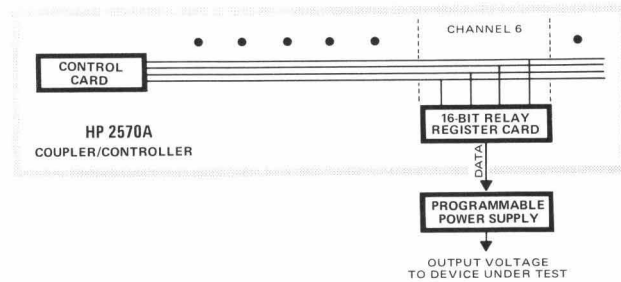 CHANNEL 6
CONTROL
CARD
HP 2570A
COUPLER/CONTROLLER
16-BIT RELAY
REGISTER CARD
DATA
PROGRAMMABLE
POWER SUPPLY
OUTPUT VOLTAGE
TO DEVICE UNDER TEST